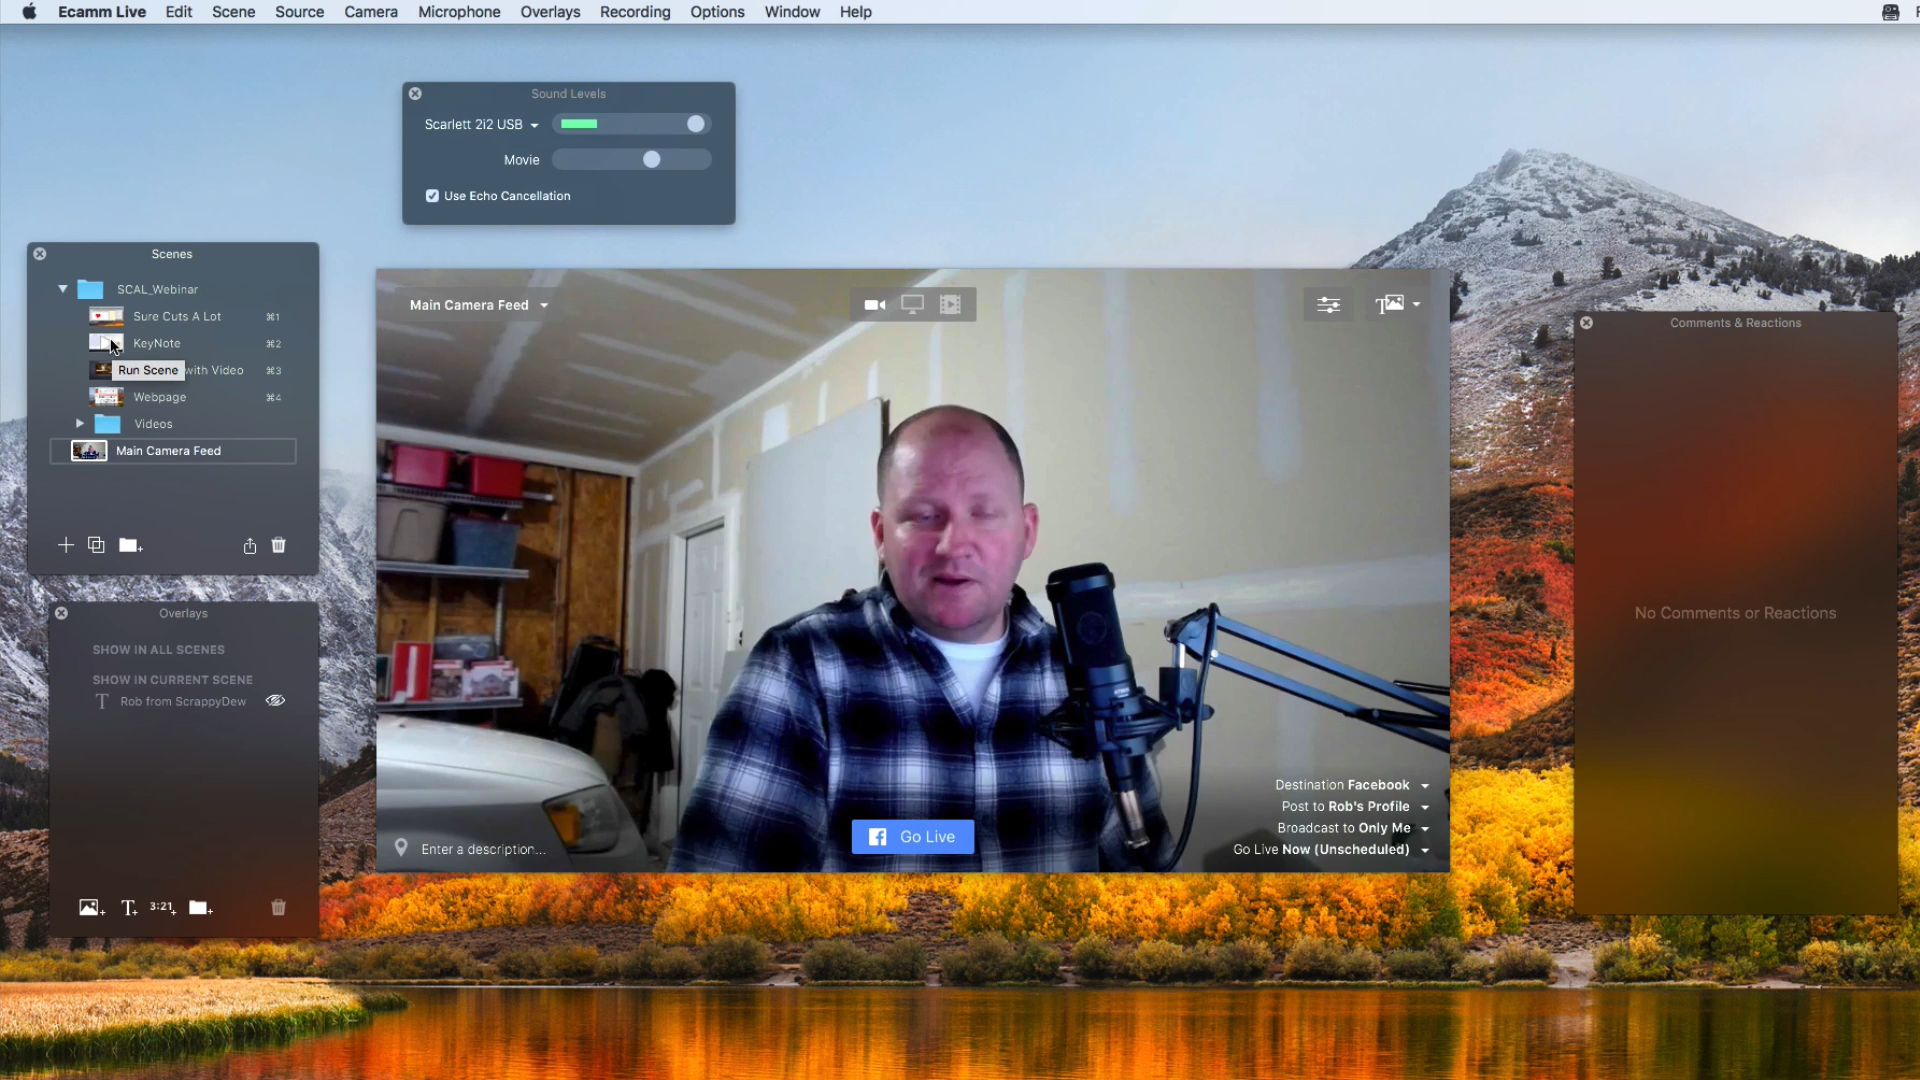 Ecamm Live Edit Scene Source Camera Microphone Overlays Recording Options Window Help
Sound Levels
Scarlett 2i2 USB
Movie
Use Echo Cancellation
Scenes
SCAL_Webinar
Sure Cuts A Lot ⌘1
KeyNote ⌘2
Run Scene with Video ⌘3
Webpage ⌘4
Videos
Main Camera Feed
Overlays
SHOW IN ALL SCENES
SHOW IN CURRENT SCENE
T Rob from ScrappyDew
T+ 3:21+
Main Camera Feed
T
Enter a description...
Go Live
Destination Facebook
Post to Rob's Profile
Broadcast to Only Me
Go Live Now (Unscheduled)
Comments & Reactions
No Comments or Reactions